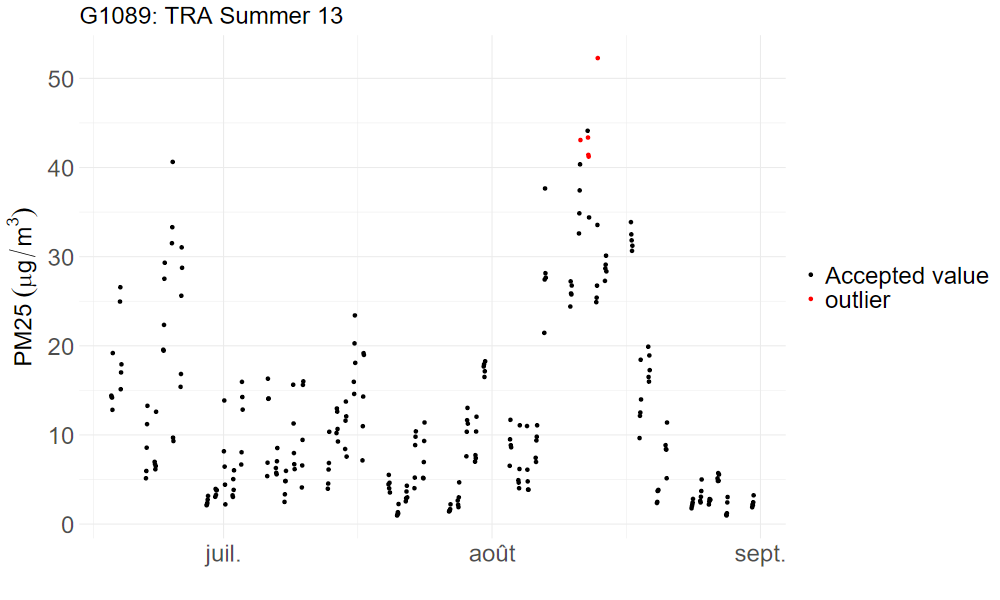 G1089: TRA Summer 13
PM25 (μg/m³)
50
40
30
20
10
0
juil.
août
sept.
Accepted value
outlier